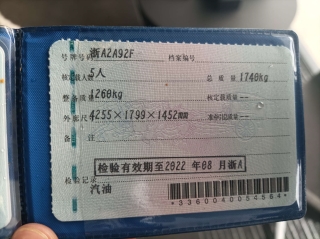 号牌号码 浙A2A92F 档案编号
核定载人数 5人 总质量 1740kg
整备质量 1260kg 核定载质量 --
外廓尺寸 4255×1799×1452mm 准牵引总质量 --
备注
检验有效期至2022年08月浙A
检验记录
汽油
*3360040054564*